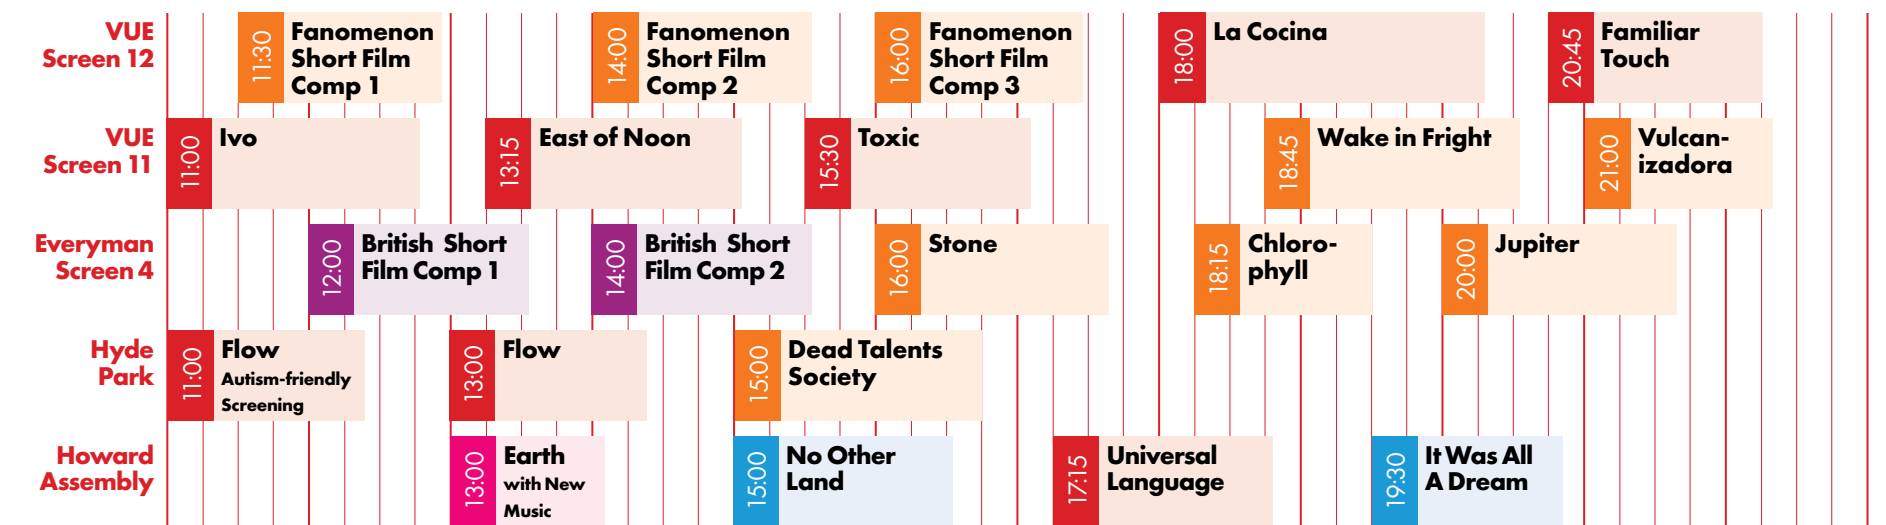 VUE
Screen 12
11:30
Fanomenon
Short Film
Comp 1
14:00
Fanomenon
Short Film
Comp 2
16:00
Fanomenon
Short Film
Comp 3
18:00
La Cocina
20:45
Familiar
Touch
VUE
Screen 11
11:00
Ivo
13:15
East of Noon
15:30
Toxic
18:45
Wake in Fright
21:00
Vulcan-
izadora
Everyman
Screen 4
12:00
British Short
Film Comp 1
14:00
British Short
Film Comp 2
16:00
Stone
18:15
Chloro-
phyll
20:00
Jupiter
Hyde
Park
11:00
Flow
Autism-friendly
Screening
13:00
Flow
15:00
Dead Talents
Society
Howard
Assembly
13:00
Earth
with New
Music
15:00
No Other
Land
17:15
Universal
Language
19:30
It Was All
A Dream